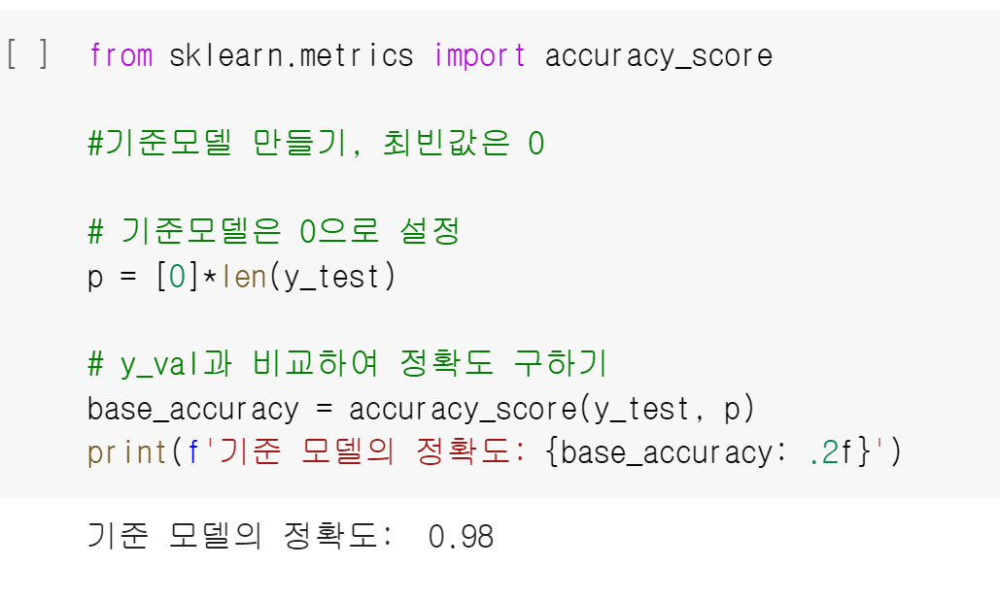 [ ] from sklearn.metrics import accuracy_score
#기준모델 만들기, 최빈값은 0
# 기준모델은 0으로 설정
p = [0]*len(y_test)
# y_val과 비교하여 정확도 구하기
base_accuracy = accuracy_score(y_test, p)
print(f'기준 모델의 정확도: {base_accuracy: .2f}')
기준 모델의 정확도:  0.98